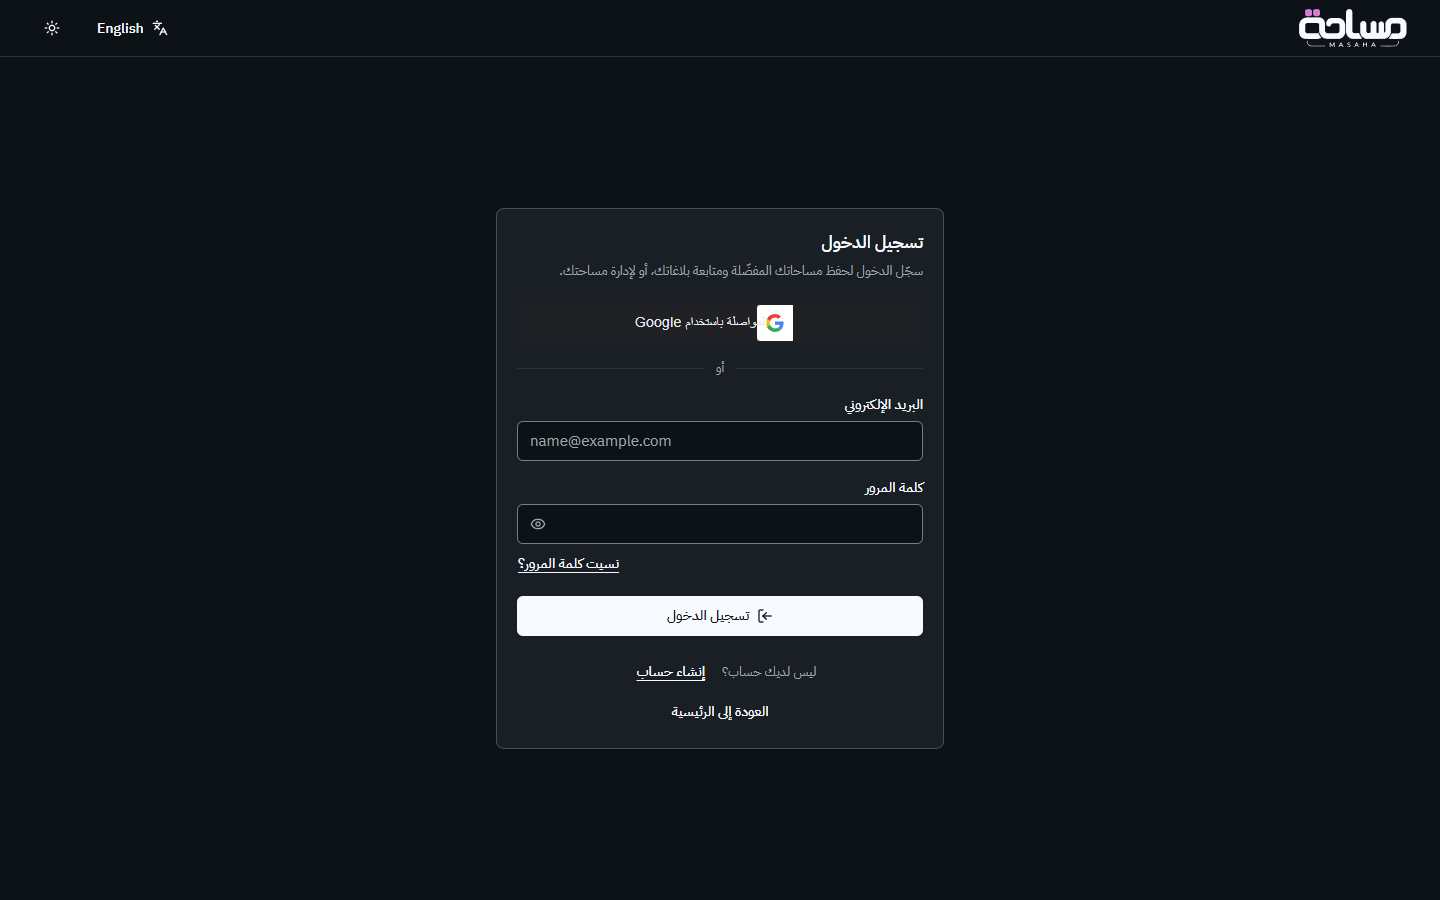 مساحة
MASAHA
English
تسجيل الدخول
سجّل الدخول لحفظ مساحاتك المفضّلة ومتابعة بلاغاتك، أو لإدارة مساحتك.
باستخدام Google
أو
البريد الإلكتروني
name@example.com
كلمة المرور
نسيت كلمة المرور؟
تسجيل الدخول
ليس لديك حساب؟ إنشاء حساب
العودة إلى الرئيسية